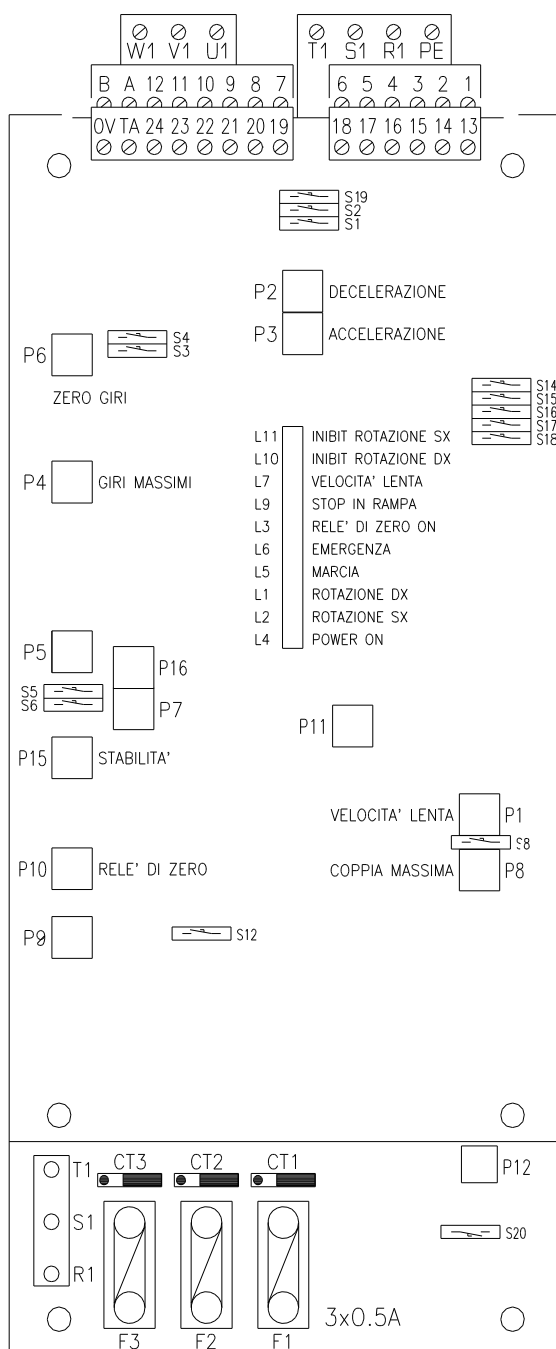 W1 V1 U1
T1 S1 R1 PE
B A 12 11 10 9 8 7
6 5 4 3 2 1
0V TA 24 23 22 21 20 19
18 17 16 15 14 13
S19
S2
S1
P2 DECELERAZIONE
P3 ACCELERAZIONE
P6
S4
S3
ZERO GIRI
S14
S15
S16
S17
S18
P4 GIRI MASSIMI
L11 INIBIT ROTAZIONE SX
L10 INIBIT ROTAZIONE DX
L7 VELOCITA' LENTA
L9 STOP IN RAMPA
L3 RELE' DI ZERO ON
L6 EMERGENZA
L5 MARCIA
L1 ROTAZIONE DX
L2 ROTAZIONE SX
L4 POWER ON
P5
P16
S5
S6
P7
P11
P15 STABILITA'
VELOCITA' LENTA P1
S8
COPPIA MASSIMA P8
P10 RELE' DI ZERO
P9
S12
T1
S1
R1
CT3 CT2 CT1
P12
S20
3x0.5A
F3 F2 F1